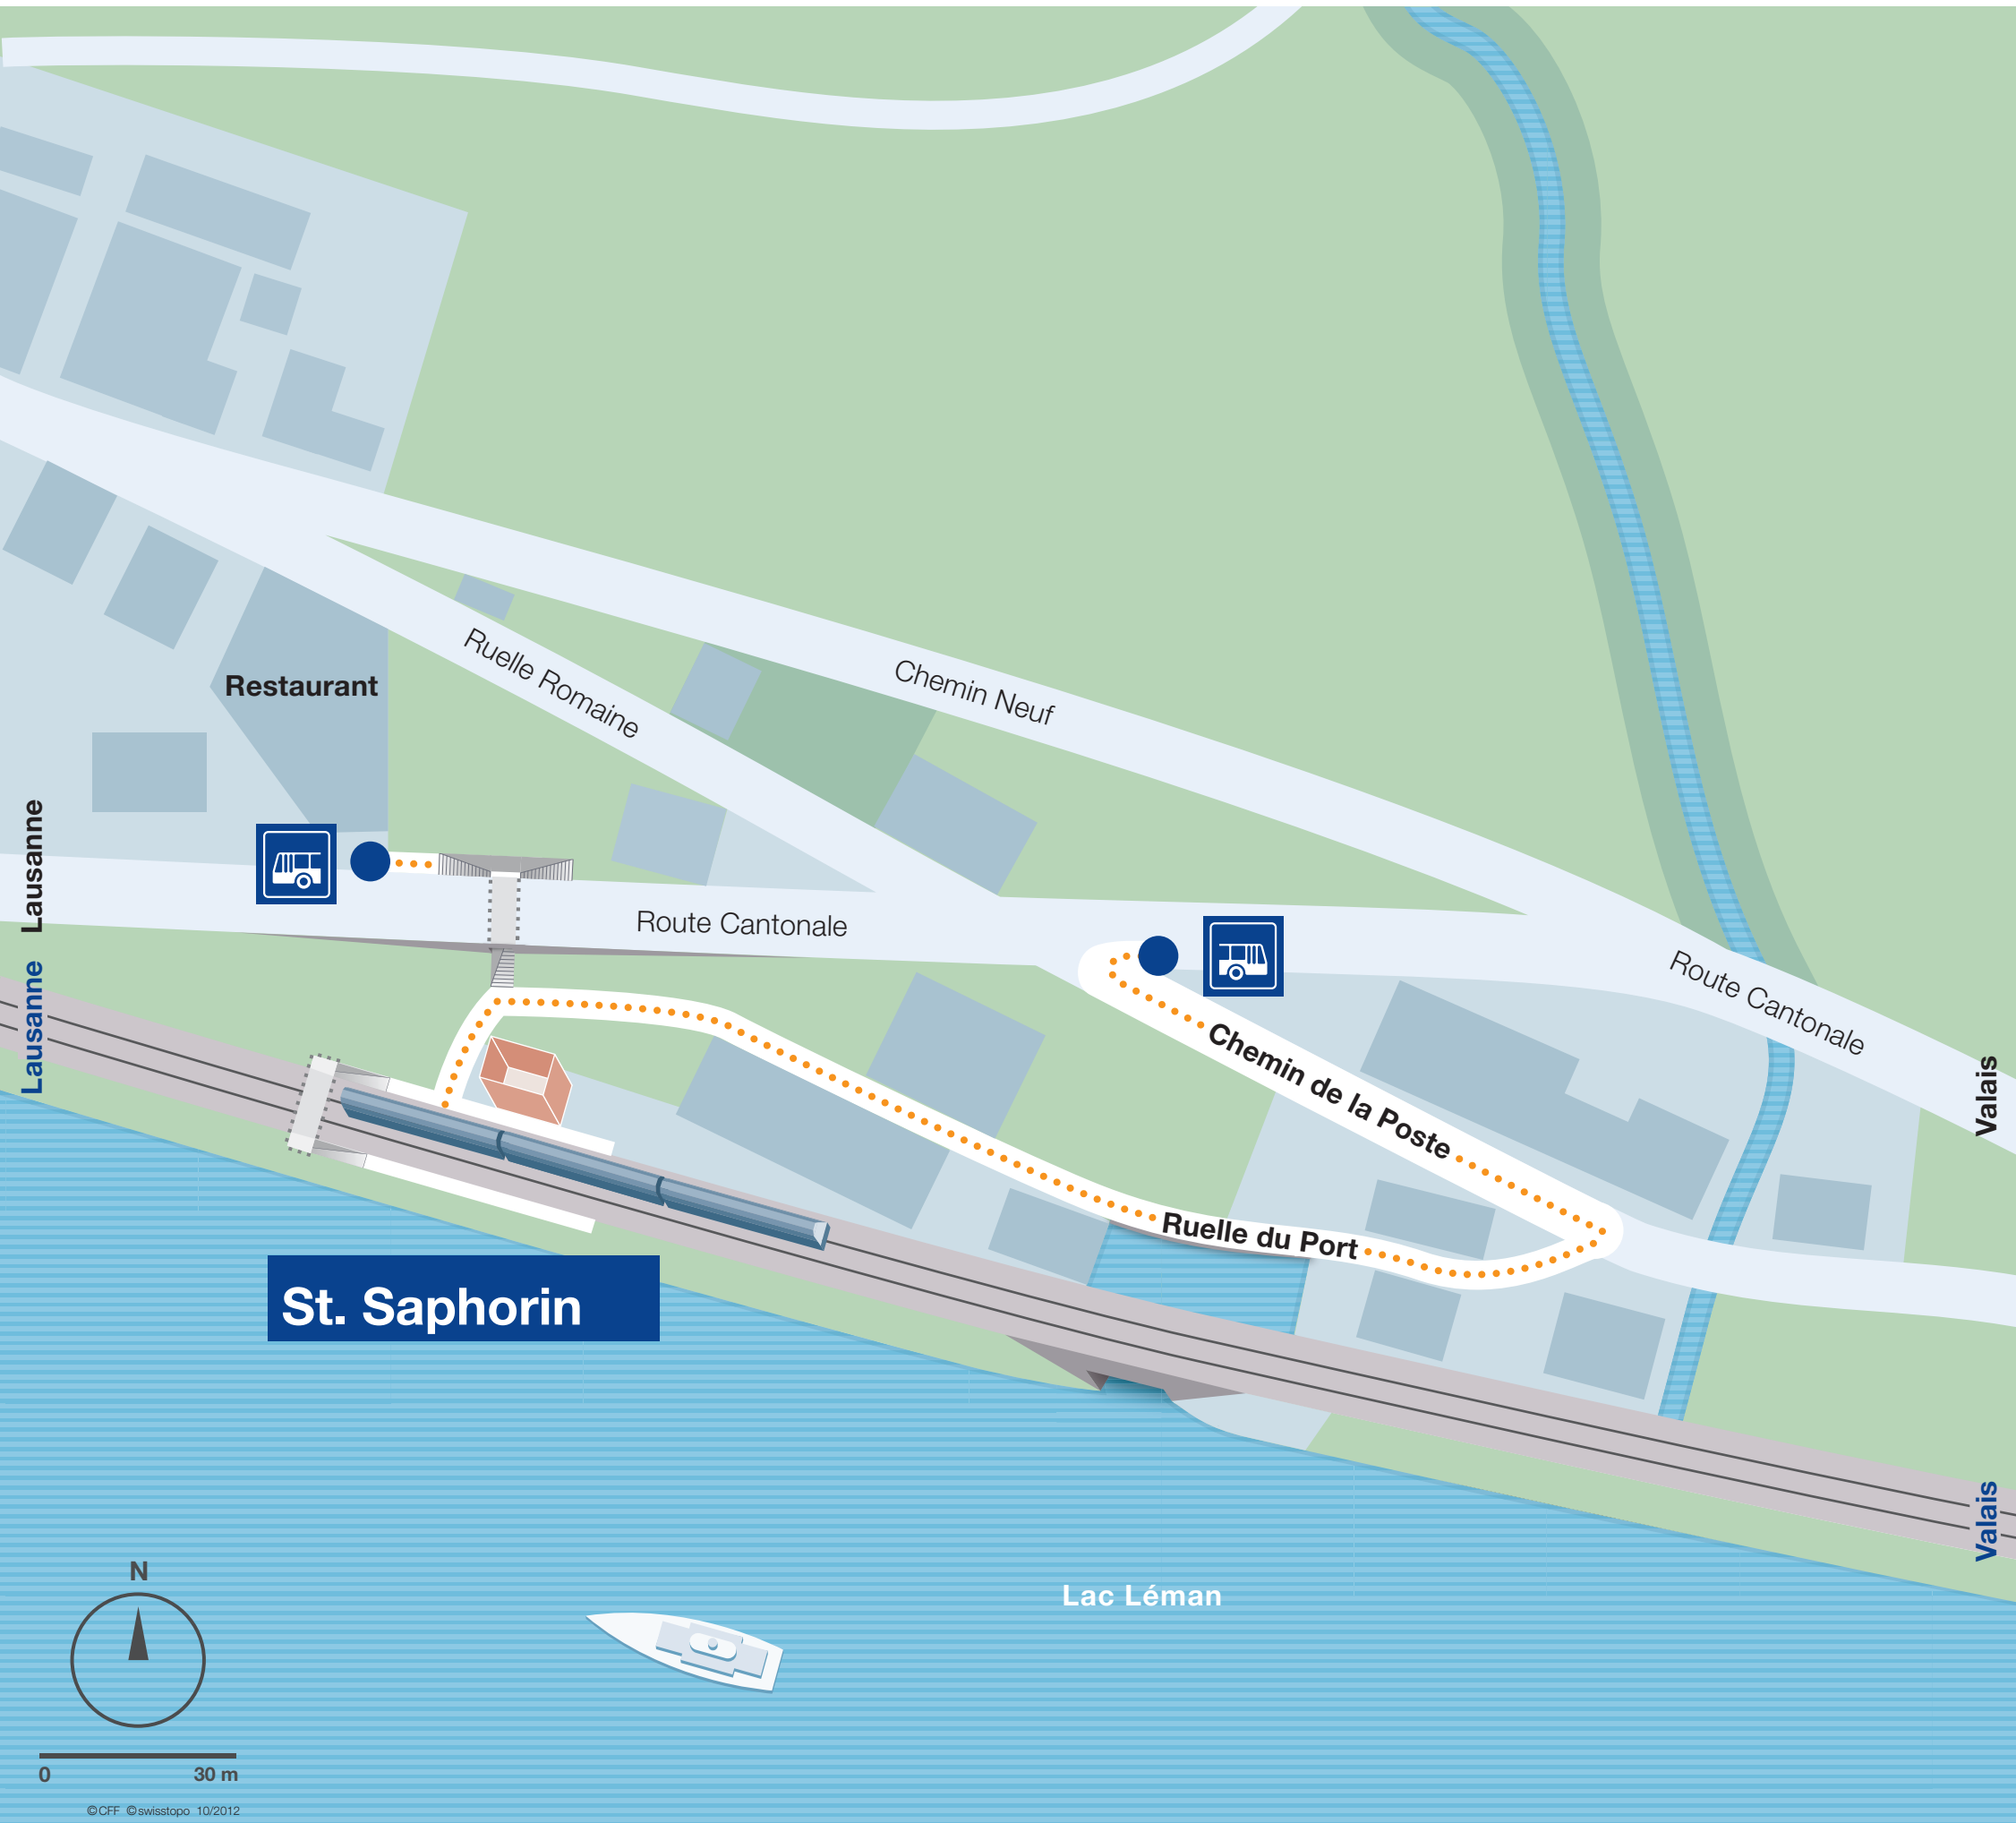 Ruelle Romaine
Chemin Neuf
Restaurant
Lausanne
Route Cantonale
Route Cantonale
Lausanne
Chemin de la Poste
Valais
Ruelle du Port
St. Saphorin
Valais
Lac Léman
N
0 30 m
©CFF ©swisstopo 10/2012